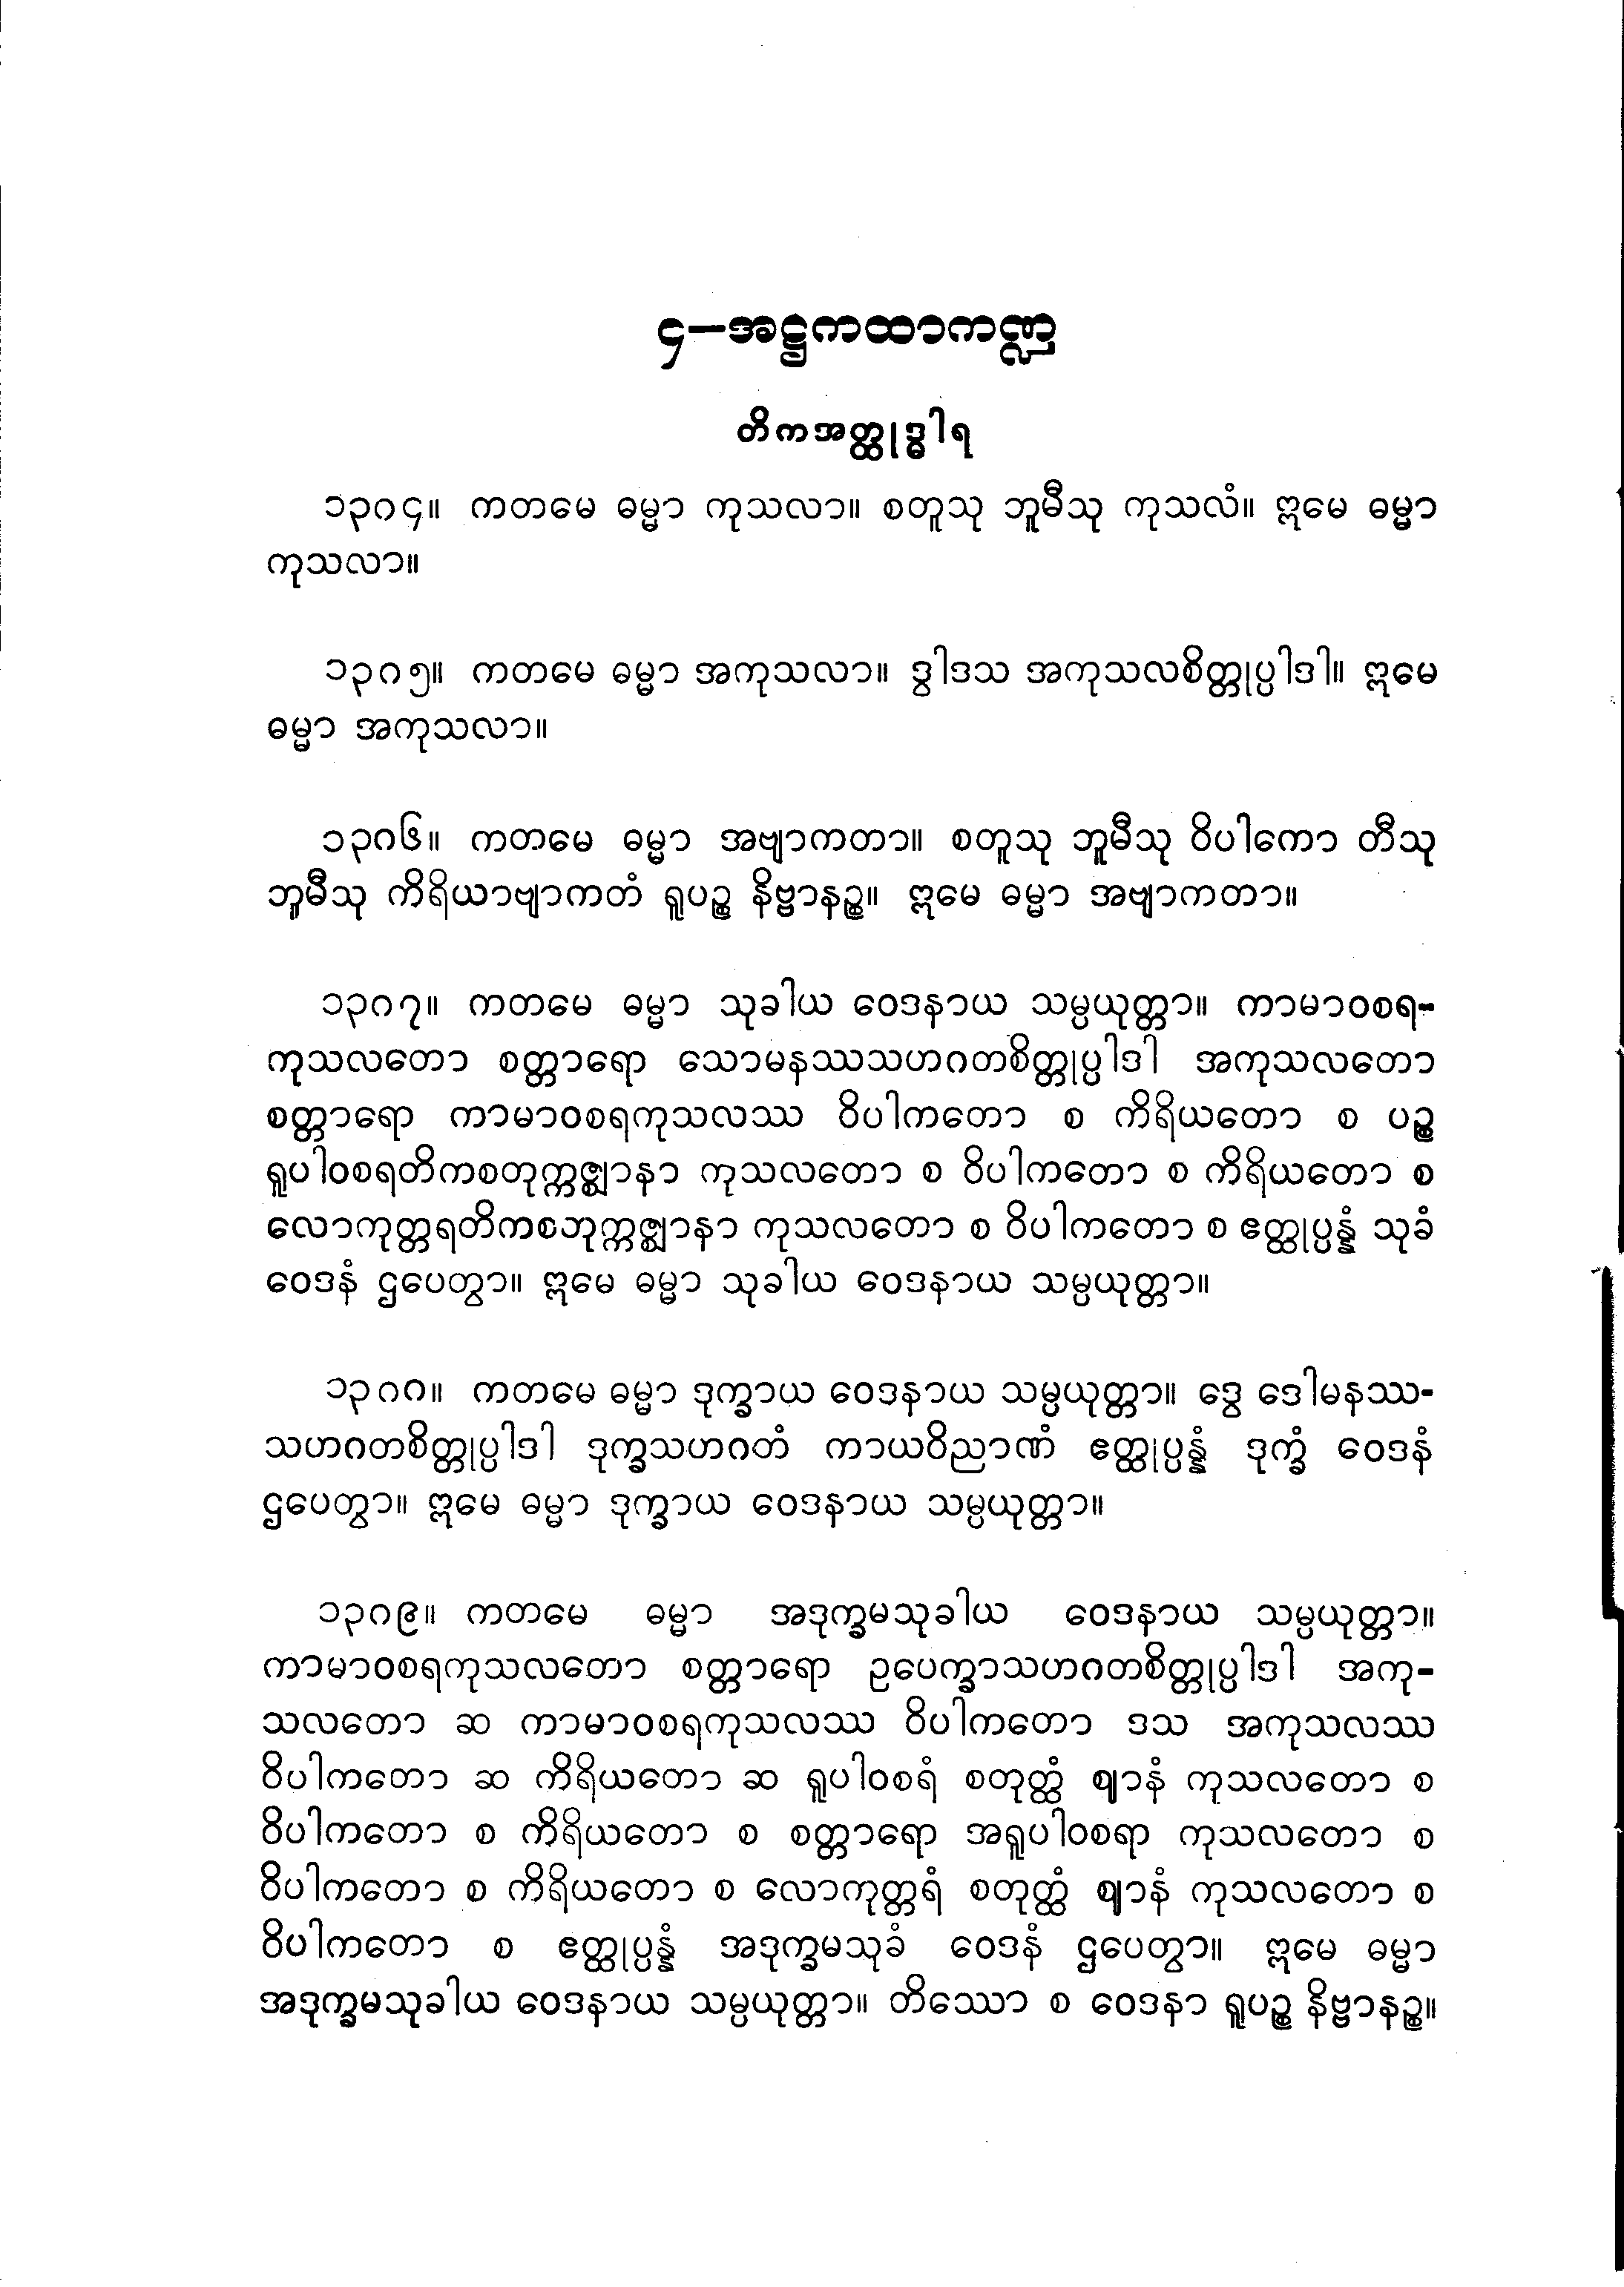 ၄−အဋ္ဌကထာကဏ္ဍ
တိကအတ္ထုဒ္ဓါရ
၁၃၈၄။ ကတမေ ဓမ္မာ ကုသလာ။ စတူသု ဘူမီသု ကုသလံ။ ဣမေ ဓမ္မာ
ကုသလာ။
၁၃၈၅။ ကတမေ ဓမ္မာ အကုသလာ။ ဒွါဒသ အကုသလစိတ္တုပ္ပါဒါ။ ဣမေ
ဓမ္မာ အကုသလာ။
၁၃၈၆။ ကတမေ ဓမ္မာ အဗျာကတာ။ စတူသု ဘူမီသု ဝိပါကော တီသု
ဘူမီသု ကိရိယာဗျာကတံ ရူပဉ္စ နိဗ္ဗာနဉ္စ။ ဣမေ ဓမ္မာ အဗျာကတာ။
၁၃၈၇။ ကတမေ ဓမ္မာ သုခါယ ဝေဒနာယ သမ္ပယုတ္တာ။ ကာမာဝစရ-
ကုသလတော စတ္တာရော သောမနဿသဟဂတစိတ္တုပ္ပါဒါ အကုသလတော
စတ္တာရော ကာမာဝစရကုသလဿ ဝိပါကတော စ ကိရိယတော စ ပဉ္စ
ရူပါဝစရတိကစတုက္ကဇ္ဈာနာ ကုသလတော စ ဝိပါကတော စ ကိရိယတော စ
လောကုတ္တရတိကစတုက္ကဇ္ဈာနာ ကုသလတော စ ဝိပါကတော စ ဧတ္ထုပ္ပန္နံ သုခံ
ဝေဒနံ ဌပေတွာ။ ဣမေ ဓမ္မာ သုခါယ ဝေဒနာယ သမ္ပယုတ္တာ။
၁၃၈၈။ ကတမေ ဓမ္မာ ဒုက္ခာယ ဝေဒနာယ သမ္ပယုတ္တာ။ ဒွေ ဒေါမနဿ-
သဟဂတစိတ္တုပ္ပါဒါ ဒုက္ခသဟဂတံ ကာယဝိညာဏံ ဧတ္ထုပ္ပန္နံ ဒုက္ခံ ဝေဒနံ
ဌပေတွာ။ ဣမေ ဓမ္မာ ဒုက္ခာယ ဝေဒနာယ သမ္ပယုတ္တာ။
၁၃၈၉။ ကတမေ ဓမ္မာ အဒုက္ခမသုခါယ ဝေဒနာယ သမ္ပယုတ္တာ။
ကာမာဝစရကုသလတော စတ္တာရော ဥပေက္ခာသဟဂတစိတ္တုပ္ပါဒါ အကု-
သလတော ဆ ကာမာဝစရကုသလဿ ဝိပါကတော ဒသ အကုသလဿ
ဝိပါကတော ဆ ကိရိယတော ဆ ရူပါဝစရံ စတုတ္ထံ ဈာနံ ကုသလတော စ
ဝိပါကတော စ ကိရိယတော စ စတ္တာရော အရူပါဝစရာ ကုသလတော စ
ဝိပါကတော စ ကိရိယတော စ လောကုတ္တရံ စတုတ္ထံ ဈာနံ ကုသလတော စ
ဝိပါကတော စ ဧတ္ထုပ္ပန္နံ အဒုက္ခမသုခံ ဝေဒနံ ဌပေတွာ။ ဣမေ ဓမ္မာ
အဒုက္ခမသုခါယ ဝေဒနာယ သမ္ပယုတ္တာ။ တိဿော စ ဝေဒနာ ရူပဉ္စ နိဗ္ဗာနဉ္စ။